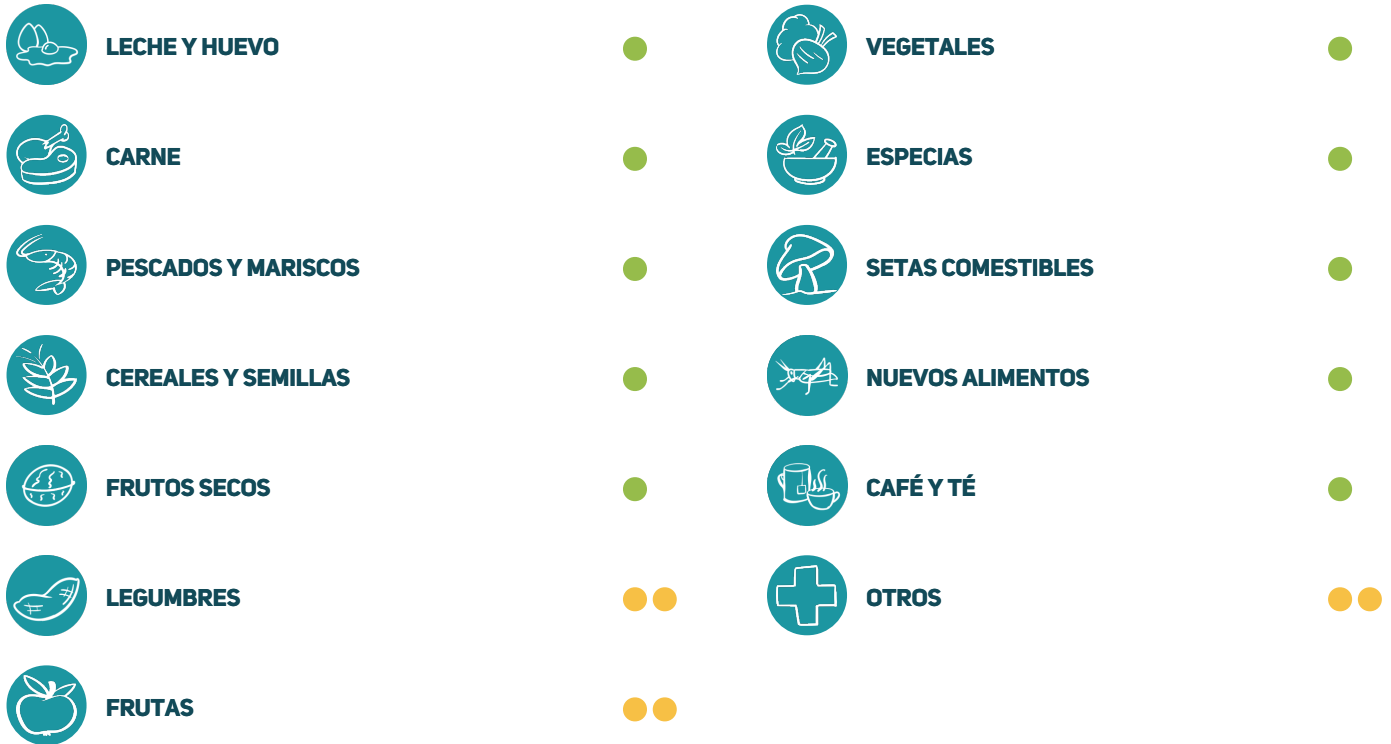 LECHE Y HUEVO
CARNE
PESCADOS Y MARISCOS
CEREALES Y SEMILLAS
FRUTOS SECOS
LEGUMBRES
FRUTAS
VEGETALES
ESPECIAS
SETAS COMESTIBLES
NUEVOS ALIMENTOS
CAFÉ Y TÉ
OTROS